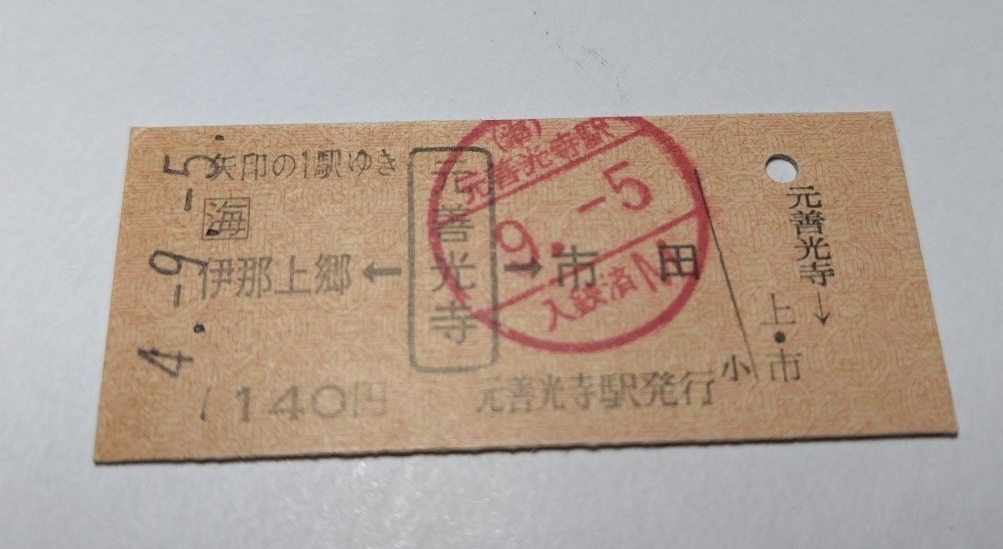 4.-9.-5.
矢印の1駅ゆき
海
伊那上郷←
元善光寺
→市田
140円
元善光寺駅発行
(海)
元善光寺駅
9.-5
入鋏済
小
元善光寺→
上・市